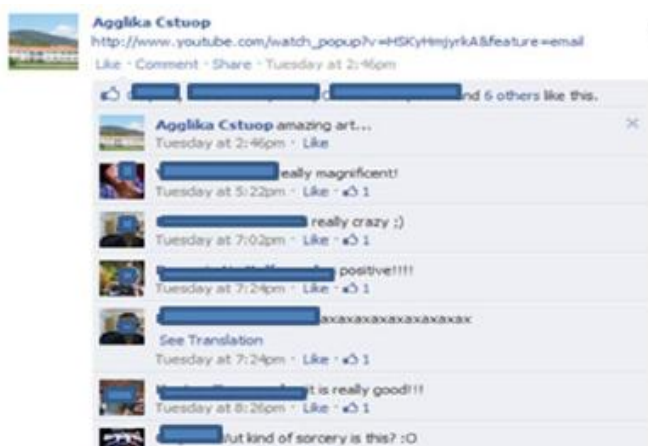 Agglika Cstuop
http://www.youtube.com/watch_popup?v=HSKyHmjyrkA&feature=email
Like · Comment · Share · Tuesday at 2:46pm
6 others like this.
Agglika Cstuop amazing art...
Tuesday at 2:46pm · Like
magnificent!
Tuesday at 5:22pm · Like · 1
really crazy ;)
Tuesday at 7:02pm · Like · 1
positive!!!!
Tuesday at 7:24pm · Like · 1
axaxaxaxaxaxaxaxax
See Translation
Tuesday at 7:24pm · Like · 1
it is really good!!!
Tuesday at 8:26pm · Like · 1
kind of sorcery is this? :O